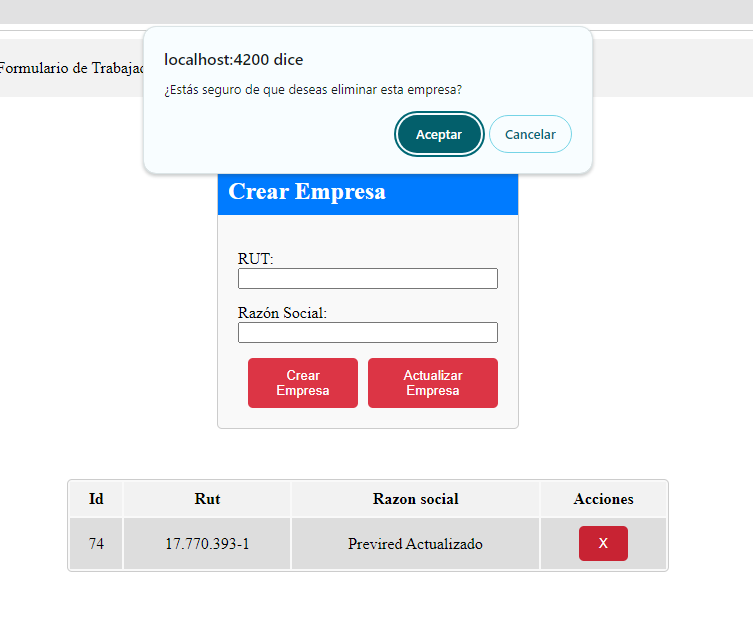 localhost:4200 dice
¿Estás seguro de que deseas eliminar esta empresa?
Aceptar Cancelar
Formulario de
Crear Empresa
RUT:
Razón Social:
Crear Empresa
Actualizar Empresa
Id Rut Razon social Acciones
74 17.770.393-1 Previred Actualizado X